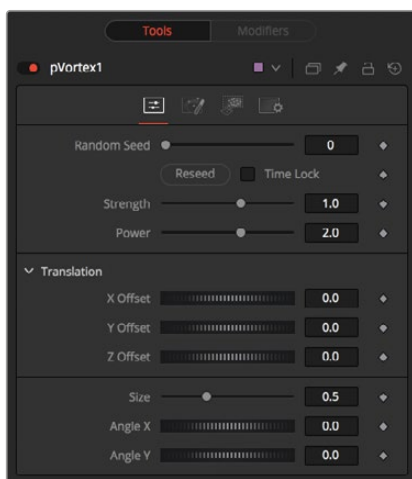 Tools Modifiers
pVortex1
Random Seed 0
Reseed Time Lock
Strength 1.0
Power 2.0
Translation
X Offset 0.0
Y Offset 0.0
Z Offset 0.0
Size 0.5
Angle X 0.0
Angle Y 0.0